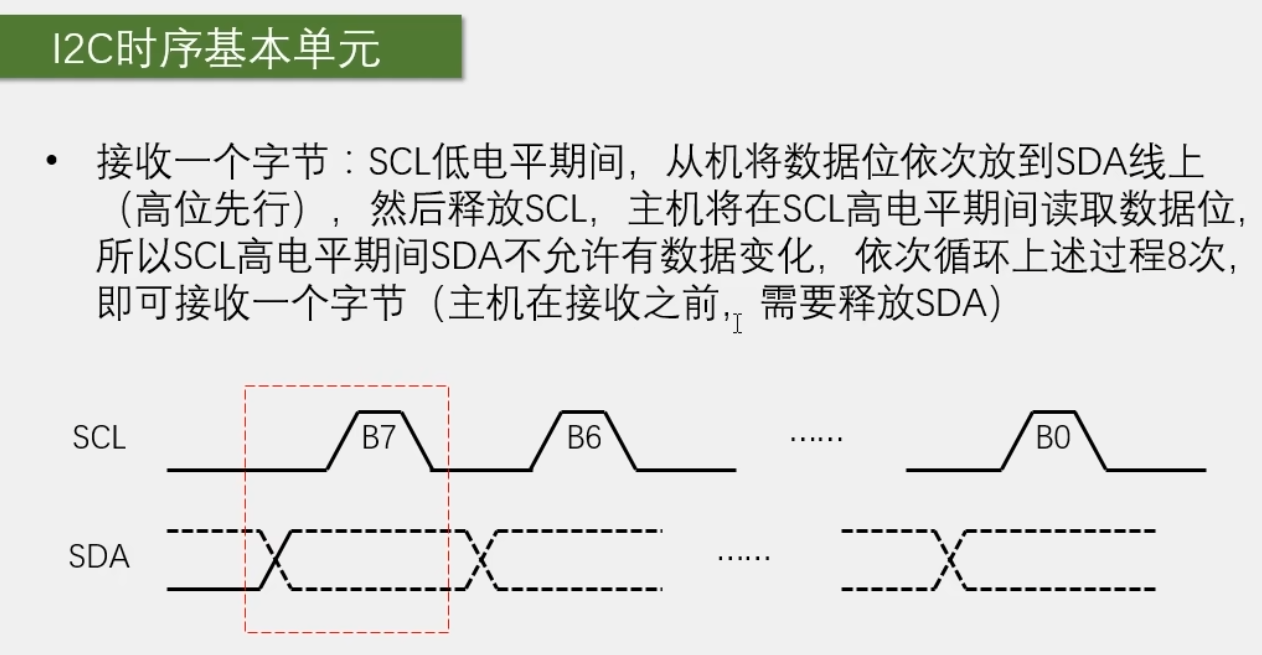 I2C时序基本单元
• 接收一个字节：SCL低电平期间，从机将数据位依次放到SDA线上
（高位先行），然后释放SCL，主机将在SCL高电平期间读取数据位，
所以SCL高电平期间SDA不允许有数据变化，依次循环上述过程8次，
即可接收一个字节（主机在接收之前，需要释放SDA）
SCL B7 B6 …… B0
SDA ……